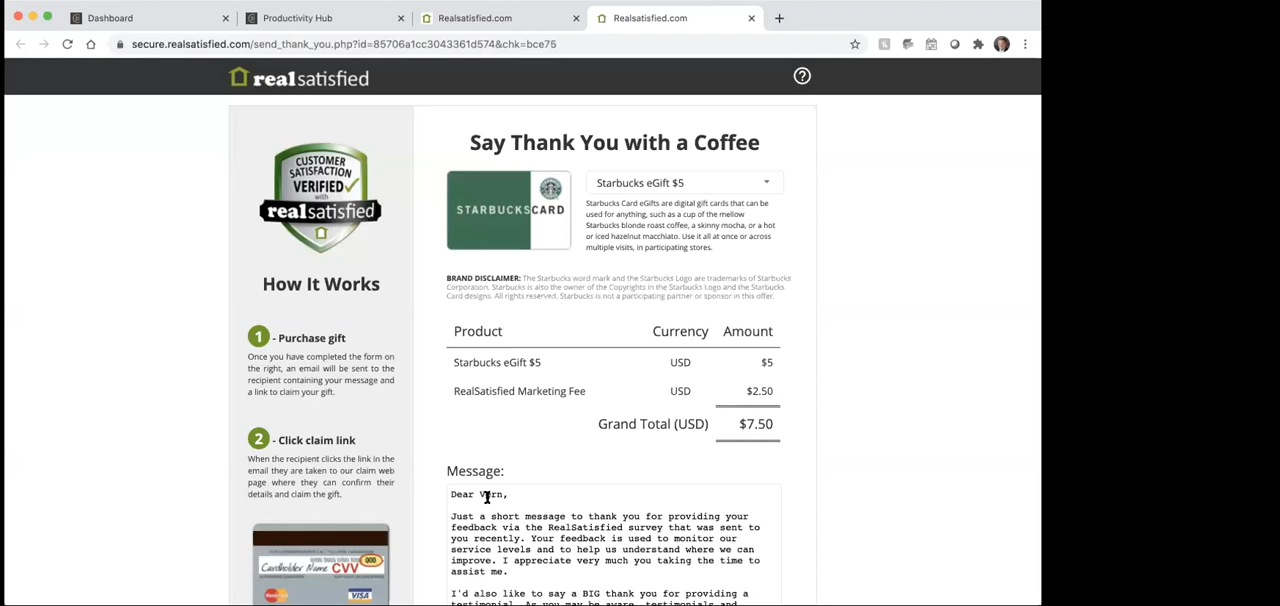 Dashboard
Productivity Hub
Realsatisfied.com
Realsatisfied.com
secure.realsatisfied.com/send_thank_you.php?id=85706a1cc3043361d574&chk=bce75
realsatisfied
?
CUSTOMER
SATISFACTION
VERIFIED
with
realsatisfied
How It Works
1 - Purchase gift
Once you have completed the form on
the right, an email will be sent to the
recipient containing your message and
a link to claim your gift.
2 - Click claim link
When the recipient clicks the link in the
email they are taken to our claim web
page where they can confirm their
details and claim the gift.
000
Cardholder Name CVV
MasterCard
VISA
Say Thank You with a Coffee
STARBUCKS CARD
Starbucks eGift $5
Starbucks Card eGifts are digital gift cards that can be
used for anything, such as a cup of the mellow
Starbucks blonde roast coffee, a skinny mocha, or a hot
or iced hazelnut macchiato. Use it all at once or across
multiple visits, in participating stores.
BRAND DISCLAIMER: The Starbucks word mark and the Starbucks Logo are trademarks of Starbucks
Corporation. Starbucks is also the owner of the Copyrights in the Starbucks Logo and the Starbucks
Card designs. All rights reserved. Starbucks is not a participating partner or sponsor in this offer.
Product Currency Amount
Starbucks eGift $5 USD $5
RealSatisfied Marketing Fee USD $2.50
Grand Total (USD) $7.50
Message:
Dear
Just a short message to thank you for providing your
feedback via the RealSatisfied survey that was sent to
you recently. Your feedback is used to monitor our
service levels and to help us understand where we can
improve. I appreciate very much you taking the time to
assist me.
I'd also like to say a BIG thank you for providing a
testimonial. As you may be aware, testimonials and